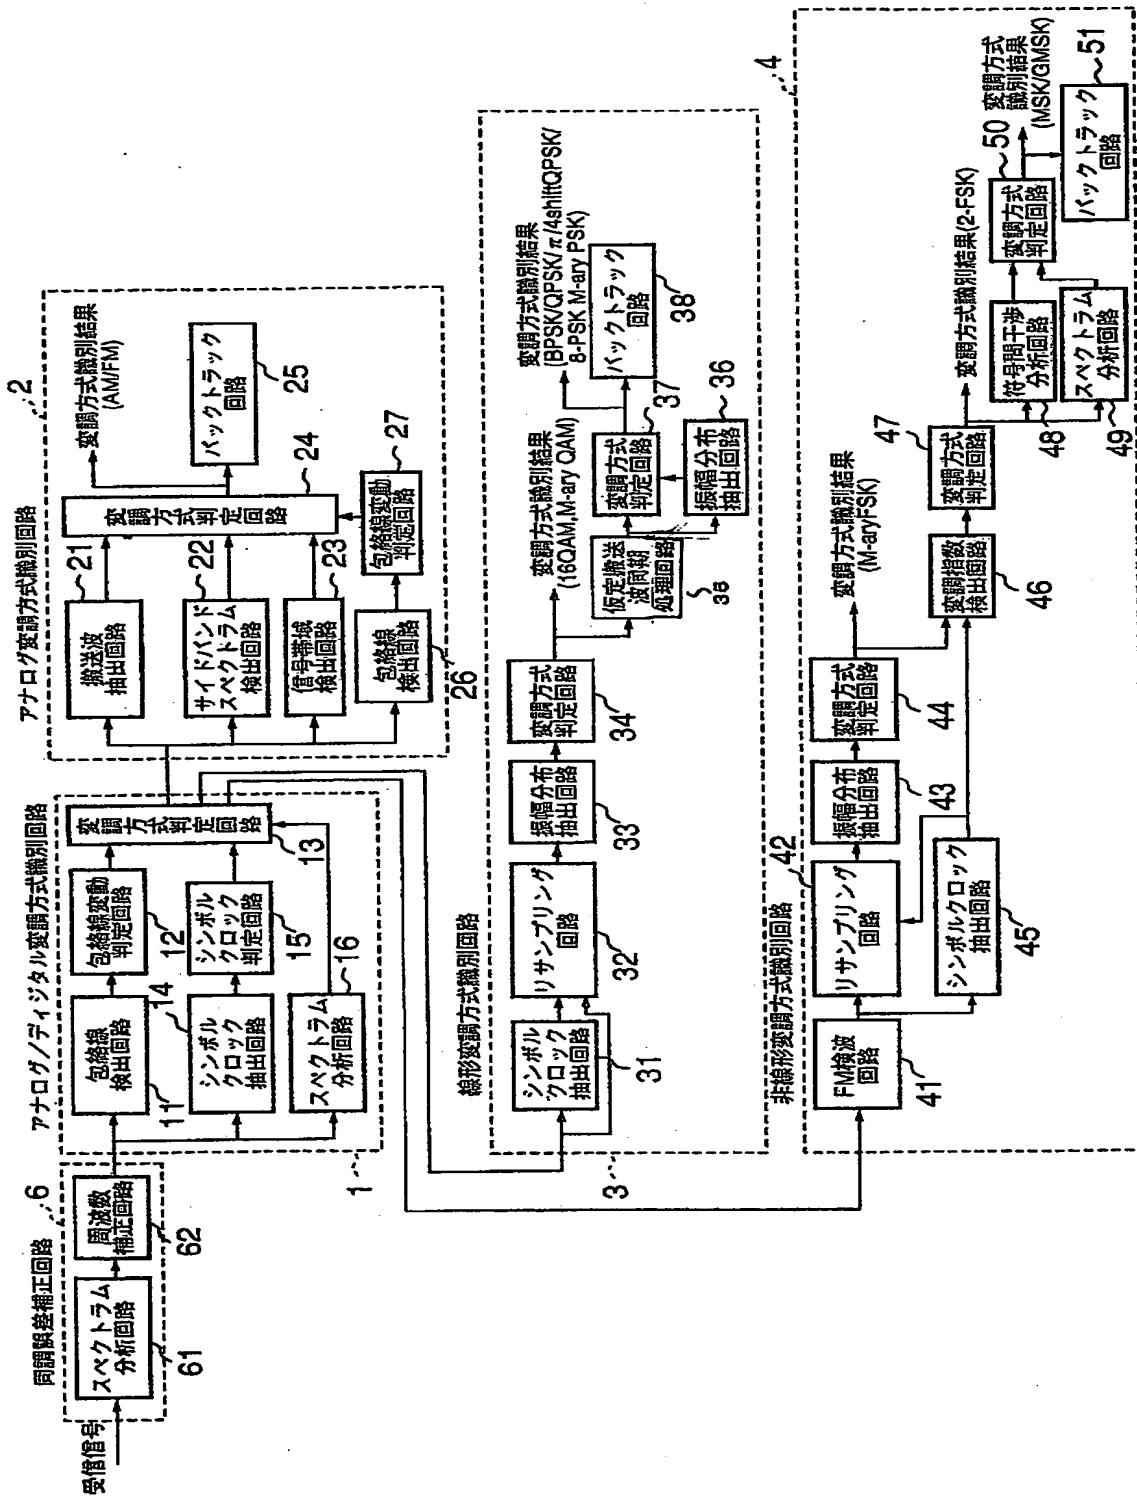 受信信号
同調誤差補正回路
6
スペクトラム
分析回路
61
周波数
補正回路
62
アナログ/ディジタル変調方式識別回路
1
包絡線
検出回路
11
包絡線変動
判定回路
12
変調方式判定回路
13
シンボル
クロック
抽出回路
14
シンボル
クロック
判定回路
15
スペクトラム
分析回路
16
アナログ変調方式識別回路
2
搬送波
抽出回路
21
サイドバンド
スペクトラム
検出回路
22
信号帯域
検出回路
23
変調方式判定回路
24
変調方式識別結果
(AM/FM)
バックトラック
回路
25
包絡線
検出回路
26
包絡線変動
判定回路
27
線形変調方式識別回路
3
シンボル
クロック
抽出回路
31
リサンプリング
回路
32
振幅分布
抽出回路
33
変調方式
判定回路
34
変調方式識別結果
(16QAM,M-ary QAM)
仮定搬送
波同期
処理回路
35
振幅分布
抽出回路
36
変調方式
判定回路
37
変調方式識別結果
(BPSK/QPSK/π/4shiftQPSK/
8-PSK M-ary PSK)
バックトラック
回路
38
非線形変調方式識別回路
4
FM検波
回路
41
リサンプリング
回路
42
振幅分布
抽出回路
43
変調方式
判定回路
44
変調方式識別結果
(M-aryFSK)
シンボルクロック
抽出回路
45
変調指数
検出回路
46
変調方式
判定回路
47
変調方式識別結果(2-FSK)
符号間干渉
分析回路
48
スペクトラム
分析回路
49
変調方式
判定回路
50
変調方式
識別結果
(MSK/GMSK)
バックトラック
回路
51